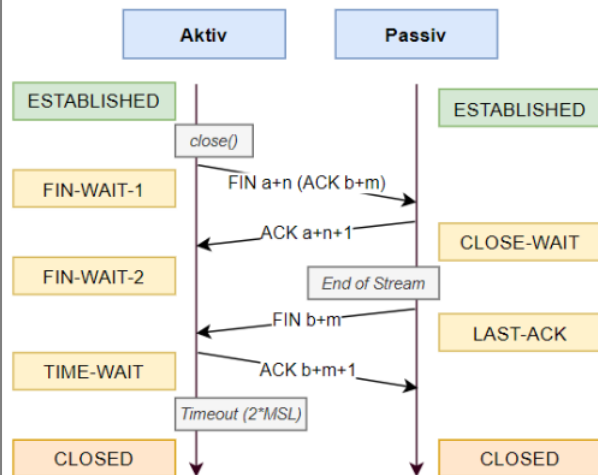 Aktiv
Passiv
ESTABLISHED
ESTABLISHED
close()
FIN a+n (ACK b+m)
FIN-WAIT-1
ACK a+n+1
CLOSE-WAIT
FIN-WAIT-2
End of Stream
FIN b+m
LAST-ACK
TIME-WAIT
ACK b+m+1
Timeout (2*MSL)
CLOSED
CLOSED